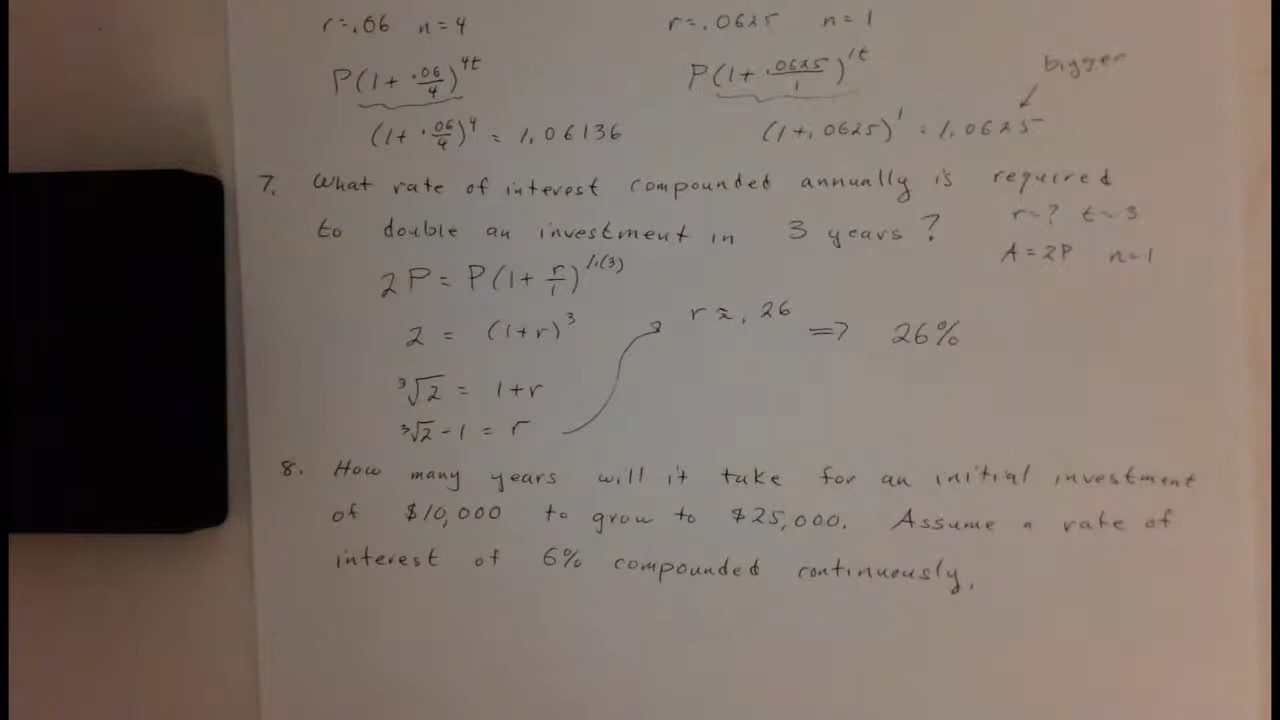 r=.06 n=4 r=.0625 n=1
P(1+.06/4)^4t P(1+.0625/1)^1t bigger
(1+.06/4)^4 = 1.06136 (1+.0625)^1 = 1.0625
7. What rate of interest compounded annually is required
to double an investment in 3 years? r=? t=3
A=2P n=1
2P = P(1+r/1)^1·(3)
2 = (1+r)^3 r≈.26 => 26%
³√2 = 1+r
³√2-1 = r
8. How many years will it take for an initial investment
of $10,000 to grow to $25,000. Assume a rate of
interest of 6% compounded continuously.